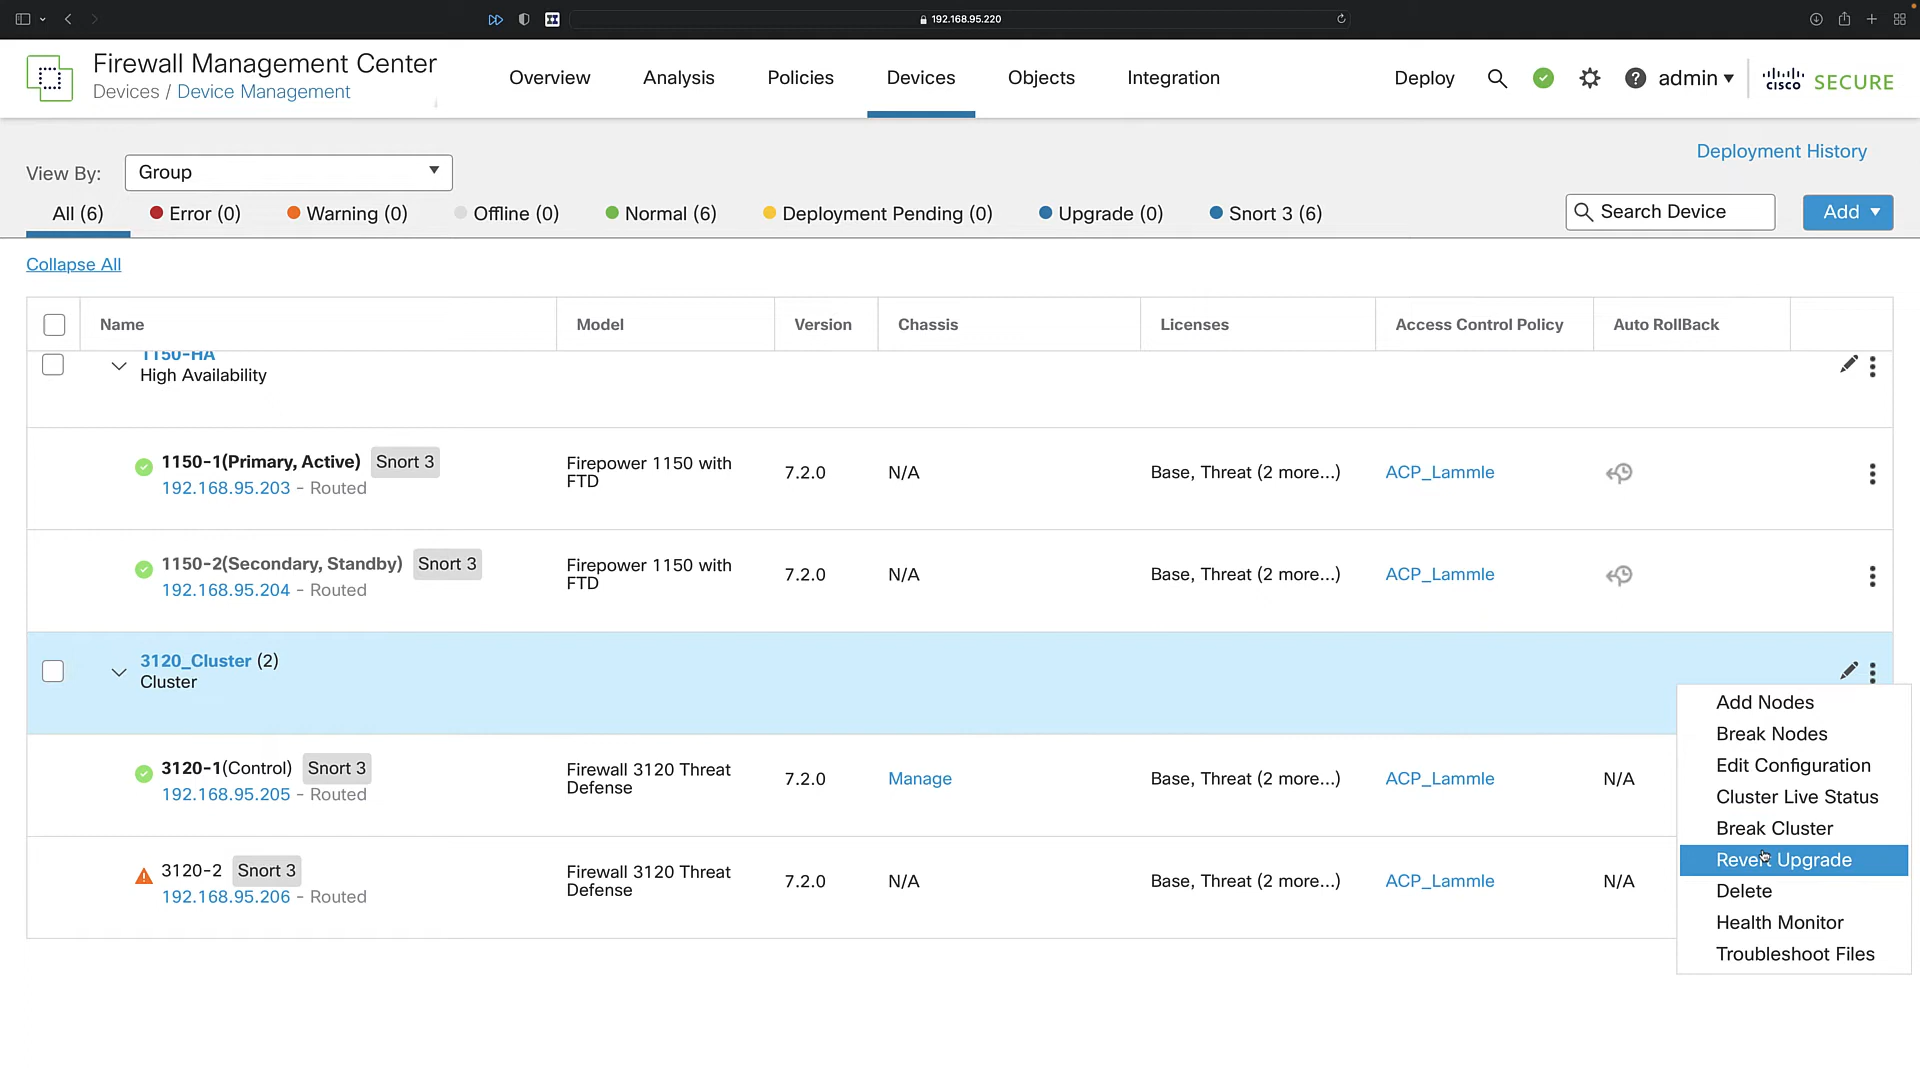 192.168.95.220
Firewall Management Center
Devices / Device Management
Overview
Analysis
Policies
Devices
Objects
Integration
Deploy
admin
cisco SECURE
Deployment History
View By:
Group
All (6)
Error (0)
Warning (0)
Offline (0)
Normal (6)
Deployment Pending (0)
Upgrade (0)
Snort 3 (6)
Search Device
Add
Collapse All
Name
Model
Version
Chassis
Licenses
Access Control Policy
Auto RollBack
1150-HA
High Availability
1150-1(Primary, Active) Snort 3
192.168.95.203 - Routed
Firepower 1150 with
FTD
7.2.0
N/A
Base, Threat (2 more...)
ACP_Lammle
1150-2(Secondary, Standby) Snort 3
192.168.95.204 - Routed
Firepower 1150 with
FTD
7.2.0
N/A
Base, Threat (2 more...)
ACP_Lammle
3120_Cluster (2)
Cluster
3120-1(Control) Snort 3
192.168.95.205 - Routed
Firewall 3120 Threat
Defense
7.2.0
Manage
Base, Threat (2 more...)
ACP_Lammle
N/A
3120-2 Snort 3
192.168.95.206 - Routed
Firewall 3120 Threat
Defense
7.2.0
N/A
Base, Threat (2 more...)
ACP_Lammle
N/A
Add Nodes
Break Nodes
Edit Configuration
Cluster Live Status
Break Cluster
Revert Upgrade
Delete
Health Monitor
Troubleshoot Files